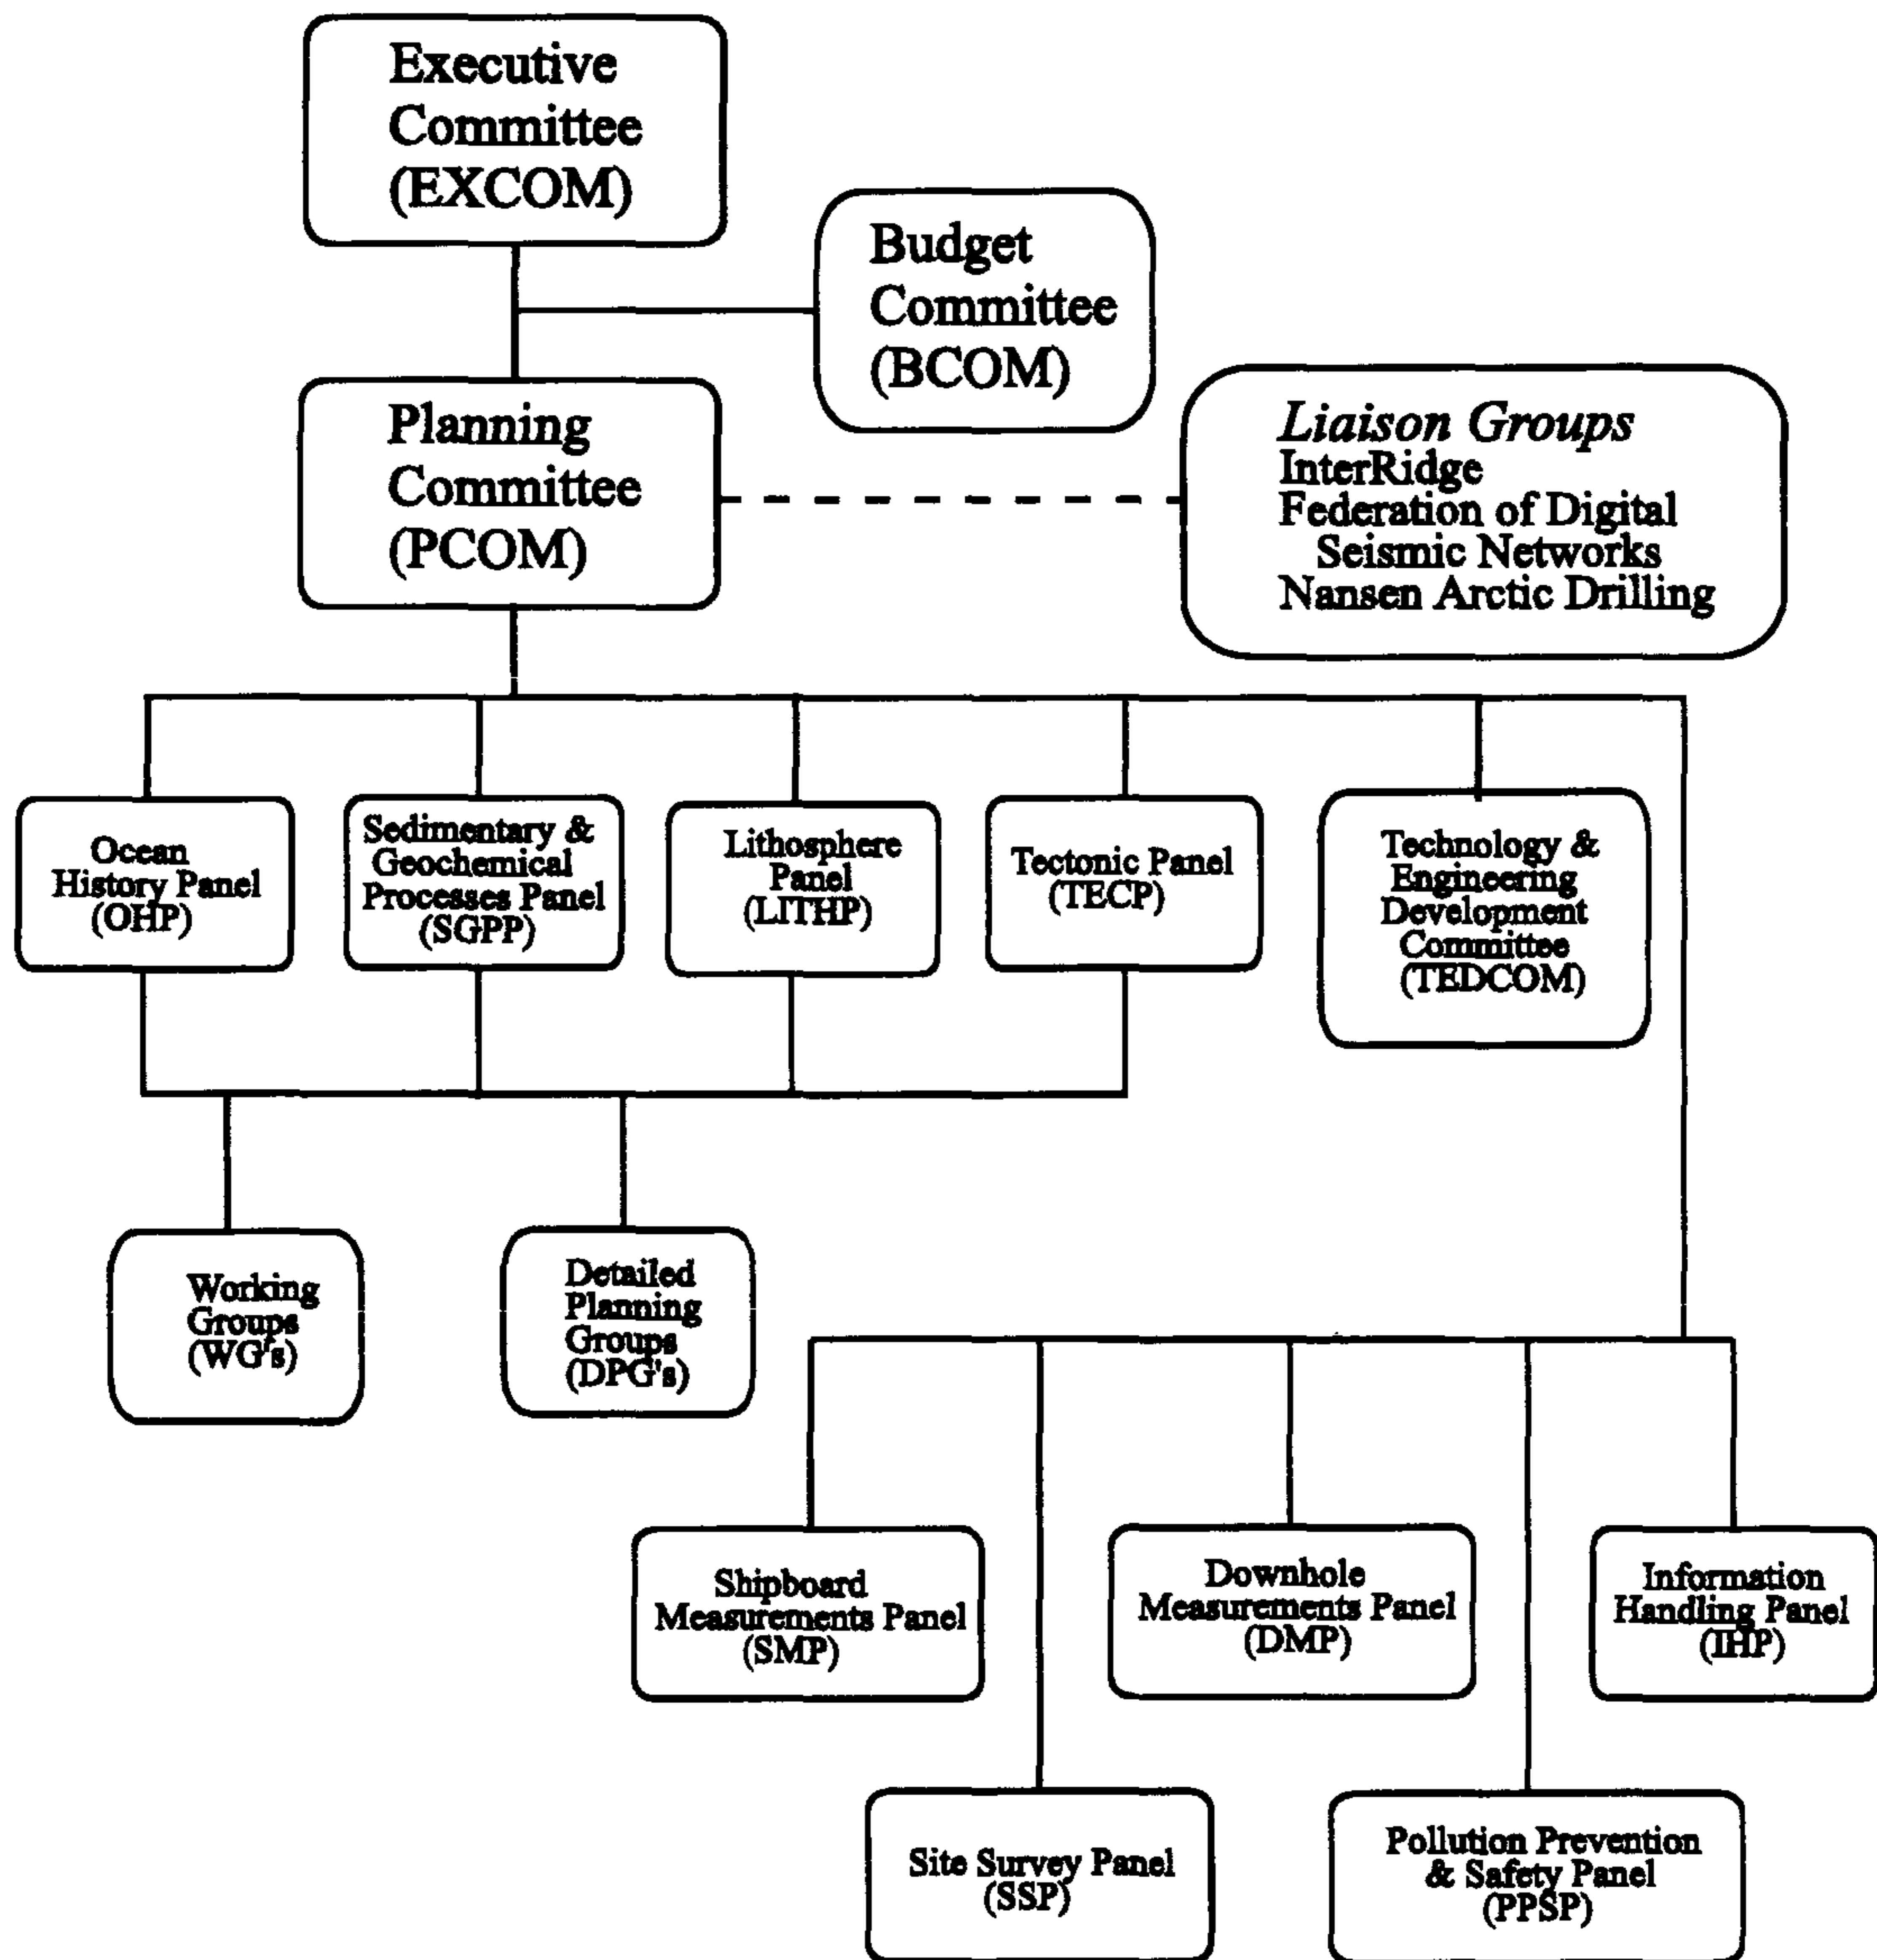 Executive
Committee
(EXCOM)
Budget
Committee
(BCOM)
Planning
Committee
(PCOM)
Liaison Groups
InterRidge
Federation of Digital
Seismic Networks
Nansen Arctic Drilling
Ocean
History Panel
(OHP)
Sedimentary &
Geochemical
Processes Panel
(SGPP)
Lithosphere
Panel
(LITHP)
Tectonic Panel
(TECP)
Technology &
Engineering
Development
Committee
(TEDCOM)
Working
Groups
(WG's)
Detailed
Planning
Groups
(DPG's)
Shipboard
Measurements Panel
(SMP)
Downhole
Measurements Panel
(DMP)
Information
Handling Panel
(IHP)
Site Survey Panel
(SSP)
Pollution Prevention
& Safety Panel
(PPSP)